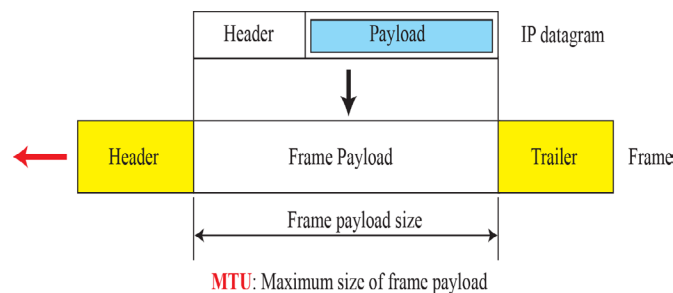 Header Payload IP datagram
Header Frame Payload Trailer Frame
Frame payload size
MTU: Maximum size of frame payload